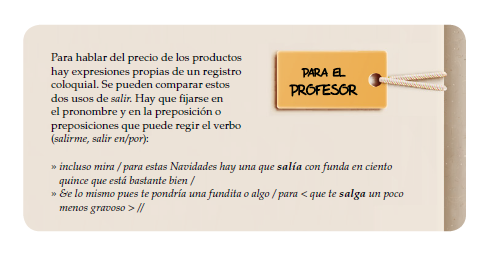 Para hablar del precio de los productos
hay expresiones propias de un registro
coloquial. Se pueden comparar estos
dos usos de salir. Hay que fijarse en
el pronombre y en la preposición o
preposiciones que puede regir el verbo
(salirme, salir en/por):
PARA EL
PROFESOR
» incluso mira / para estas Navidades hay una que salía con funda en ciento
quince que está bastante bien /
» &e lo mismo pues te pondría una fundita o algo / para < que te salga un poco
menos gravoso > //